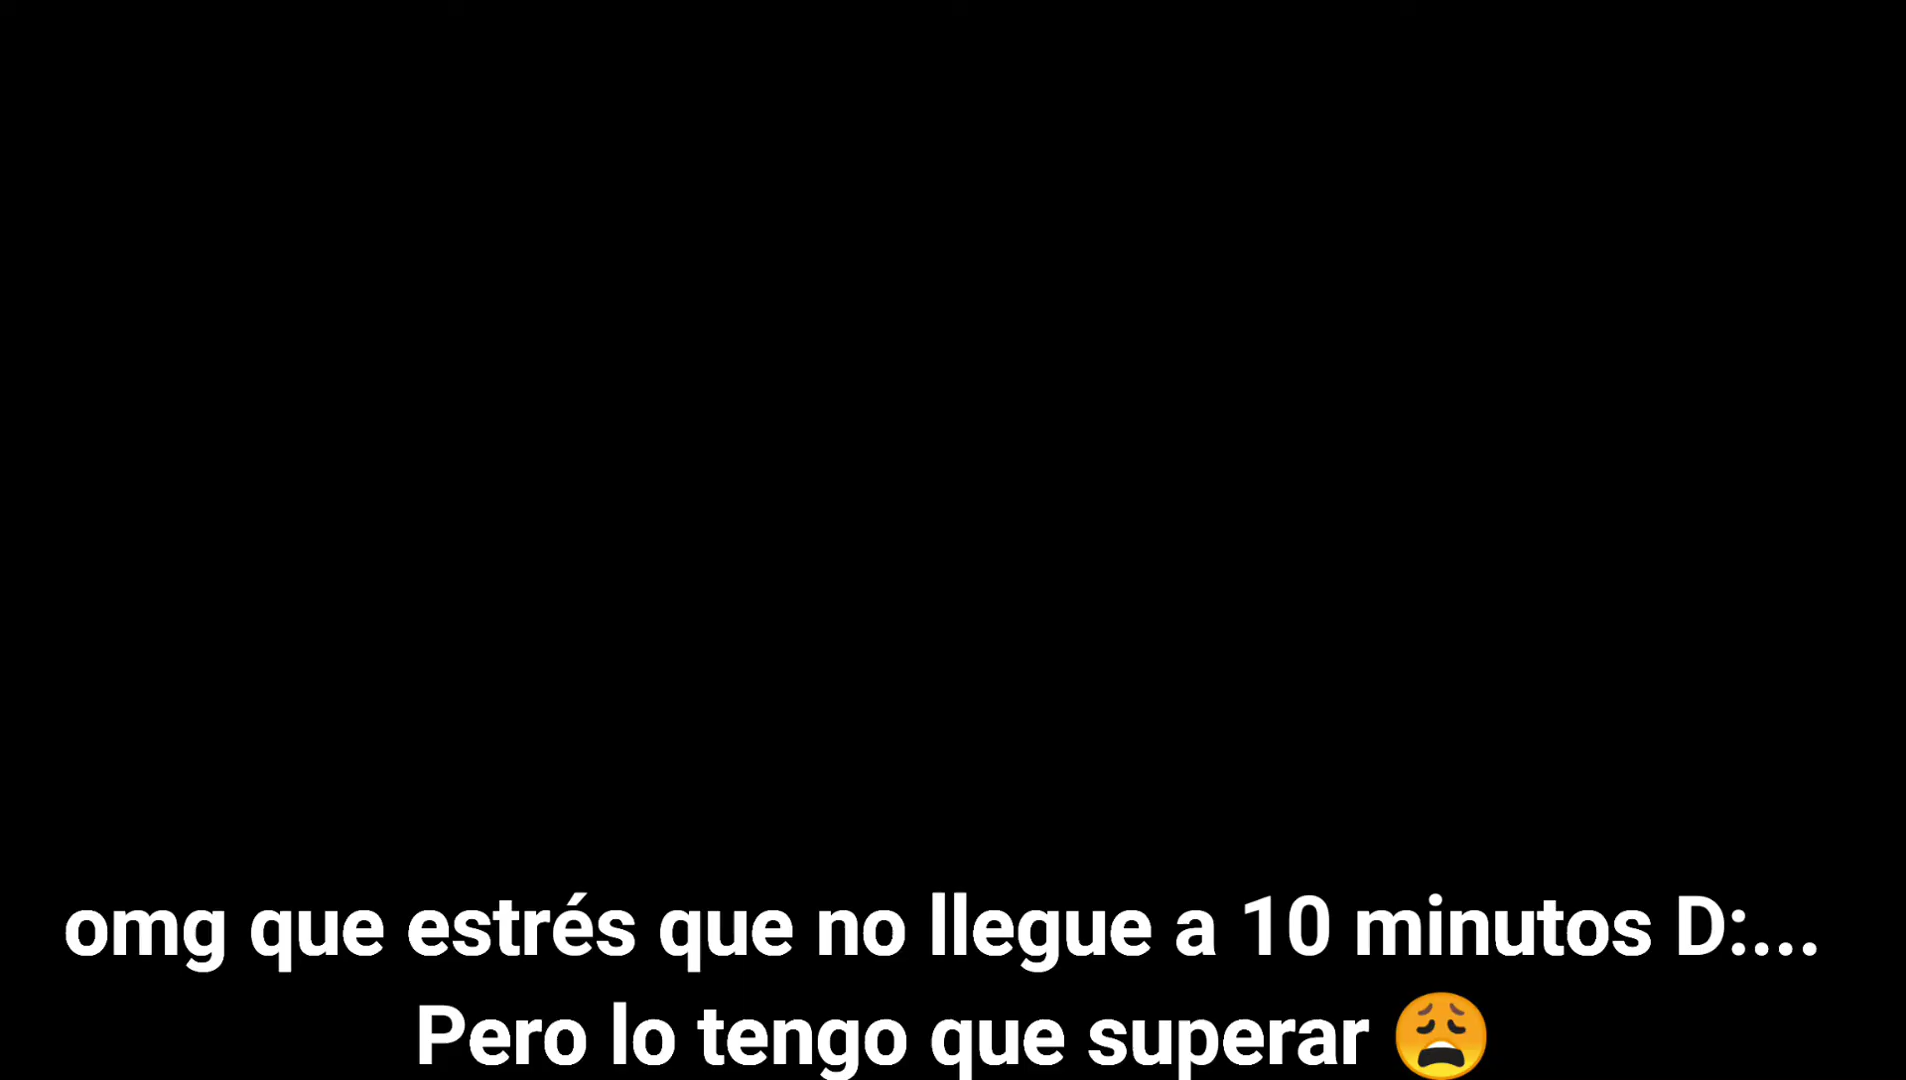 omg que estrés que no llegue a 10 minutos D:...
Pero lo tengo que superar 😩